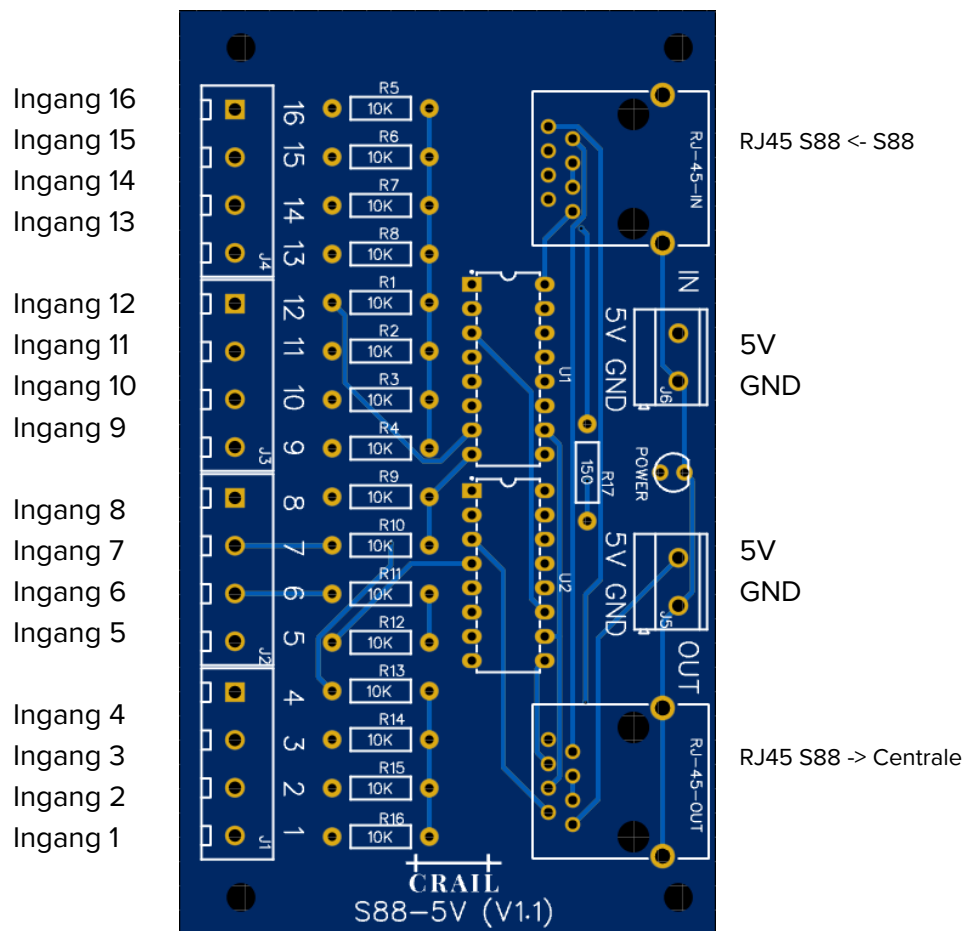 Ingang 16
Ingang 15
Ingang 14
Ingang 13
Ingang 12
Ingang 11
Ingang 10
Ingang 9
Ingang 8
Ingang 7
Ingang 6
Ingang 5
Ingang 4
Ingang 3
Ingang 2
Ingang 1
J4
J3
J2
J1
16
15
14
13
12
11
10
9
8
7
6
5
4
3
2
1
R5
10K
R6
10K
R7
10K
R8
10K
R1
10K
R2
10K
R3
10K
R4
10K
R9
10K
R10
10K
R11
10K
R12
10K
R13
10K
R14
10K
R15
10K
R16
10K
U1
U2
150
R17
RJ-45-IN
IN
5V GND
J6
POWER
5V GND
J5
OUT
RJ-45-OUT
CRAIL
S88-5V (V1.1)
RJ45 S88 <- S88
5V
GND
5V
GND
RJ45 S88 -> Centrale